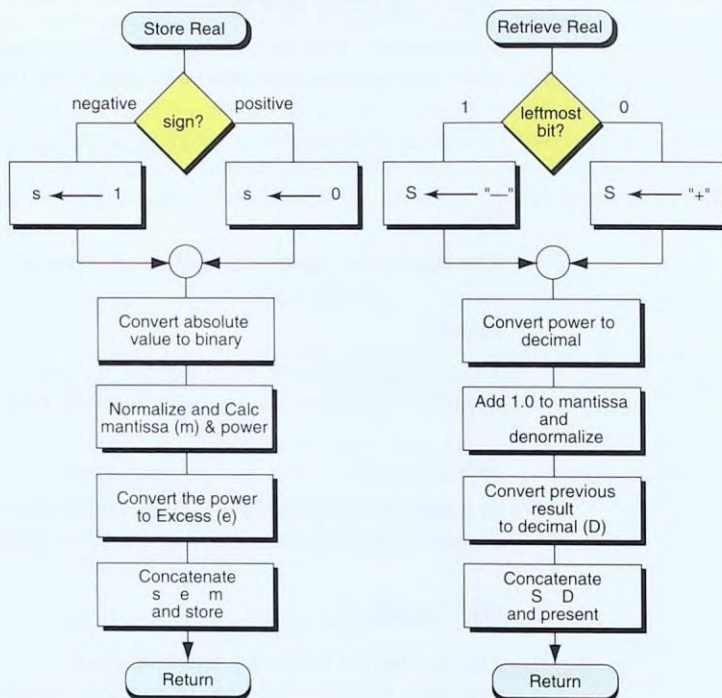 Store Real
negative
positive
sign?
s ← 1
s ← 0
Convert absolute
value to binary
Normalize and Calc
mantissa (m) & power
Convert the power
to Excess (e)
Concatenate
s e m
and store
Return
Retrieve Real
1
0
leftmost
bit?
S ← "—"
S ← "+"
Convert power to
decimal
Add 1.0 to mantissa
and
denormalize
Convert previous
result
to decimal (D)
Concatenate
S D
and present
Return